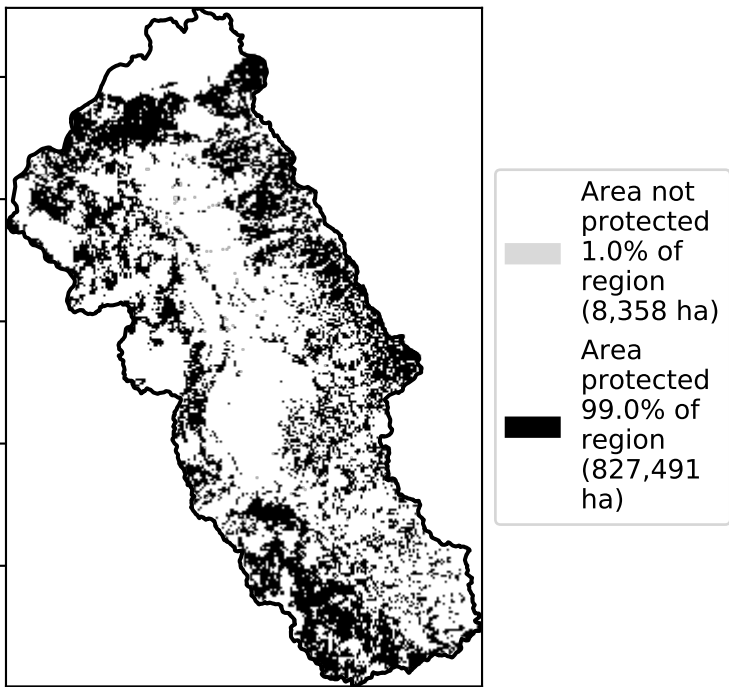 Area not
protected
1.0% of
region
(8,358 ha)
Area
protected
99.0% of
region
(827,491
ha)